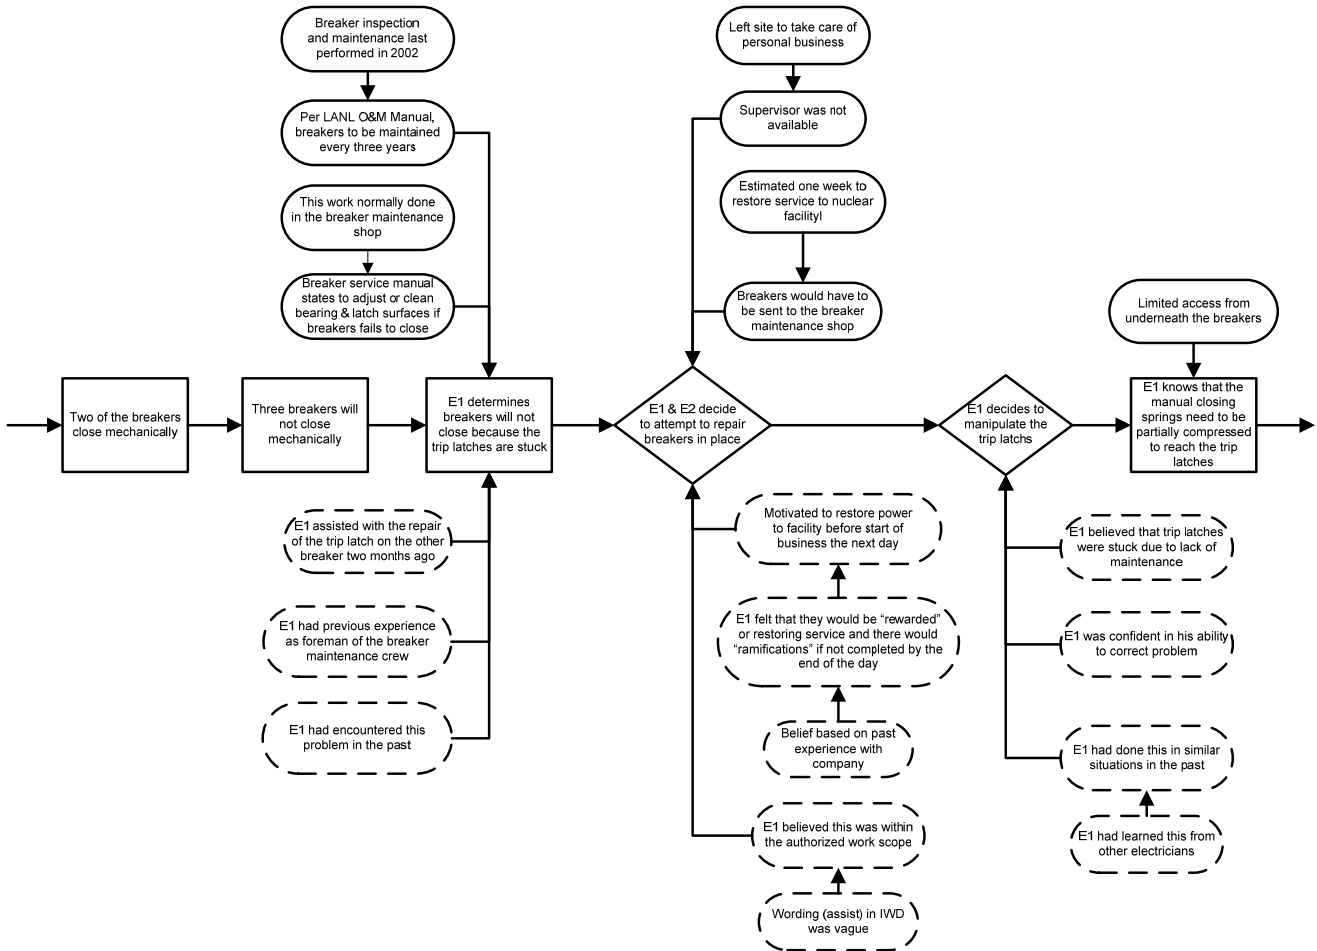 Breaker inspection
and maintenance last
performed in 2002
Per LANL O&M Manual,
breakers to be maintained
every three years
This work normally done
in the breaker maintenance
shop
Breaker service manual
states to adjust or clean
bearing & latch surfaces if
breakers fails to close
Left site to take care of
personal business
Supervisor was not
available
Estimated one week to
restore service to nuclear
facilityl
Breakers would have to
be sent to the breaker
maintenance shop
Limited access from
underneath the breakers
Two of the breakers
close mechanically
Three breakers will
not close
mechanically
E1 determines
breakers will not
close because the
trip latches are stuck
E1 & E2 decide
to attempt to repair
breakers in place
E1 decides to
manipulate the
trip latchs
E1 knows that the
manual closing
springs need to be
partially compressed
to reach the trip
latches
E1 assisted with the repair
of the trip latch on the other
breaker two months ago
E1 had previous experience
as foreman of the breaker
maintenance crew
E1 had encountered this
problem in the past
Motivated to restore power
to facility before start of
business the next day
E1 felt that they would be “rewarded”
or restoring service and there would
“ramifications” if not completed by the
end of the day
Belief based on past
experience with
company
E1 believed this was within
the authorized work scope
Wording (assist) in IWD
was vague
E1 believed that trip latches
were stuck due to lack of
maintenance
E1 was confident in his ability
to correct problem
E1 had done this in similar
situations in the past
E1 had learned this from
other electricians